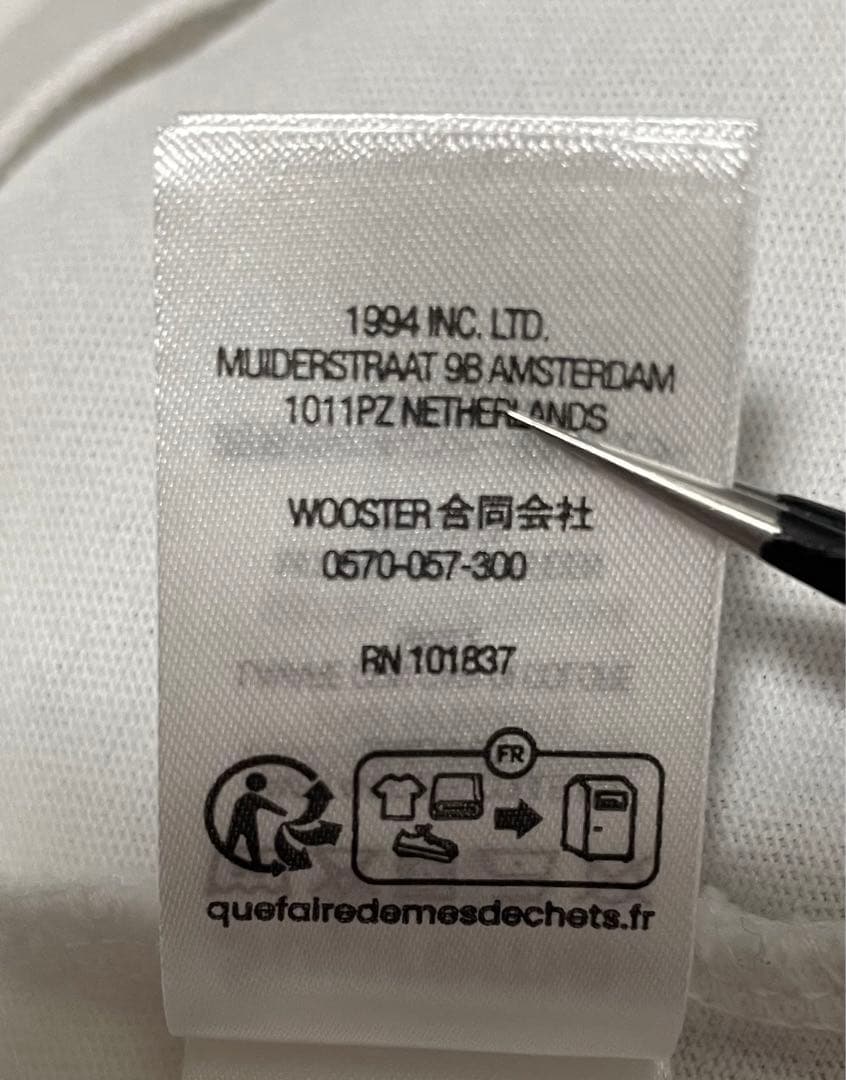 1994 INC. LTD.
MUIDERSTRAAT 9B AMSTERDAM
1011PZ NETHERLANDS
WOOSTER 合同会社
0570-057-300
RN 101837
FR
quefairedemesdechets.fr